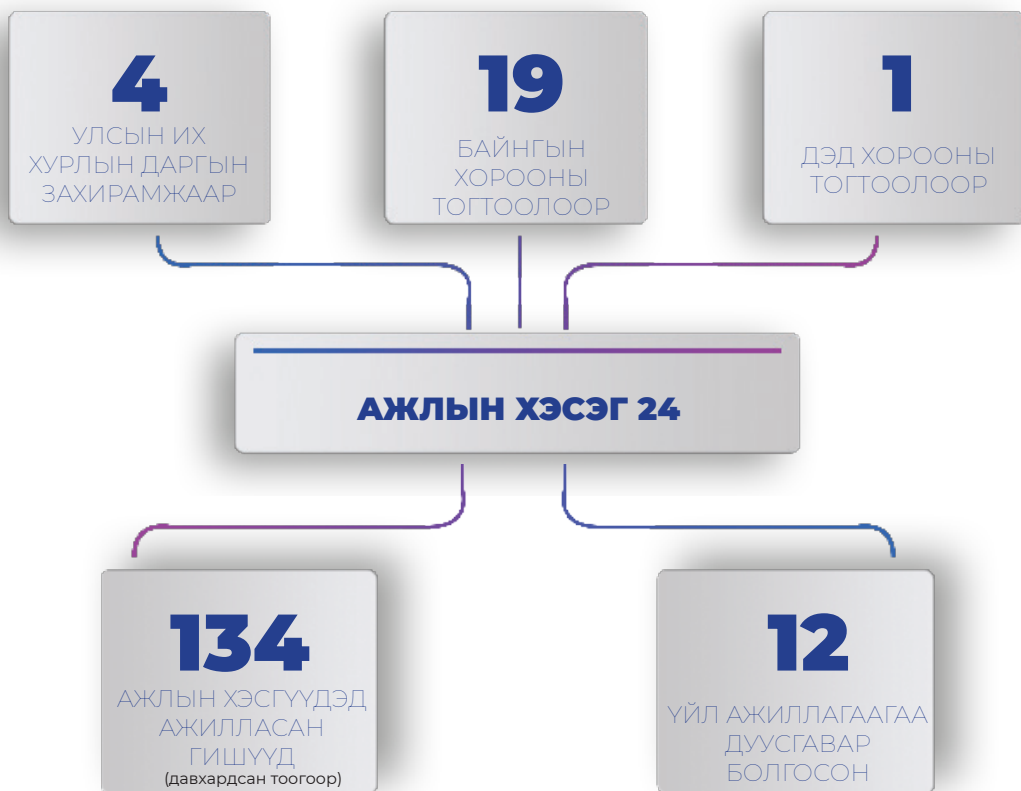 4
УЛСЫН ИХ
ХУРЛЫН ДАРГЫН
ЗАХИРАМЖААР
19
БАЙНГЫН
ХОРООНЫ
ТОГТООЛООР
1
ДЭД ХОРООНЫ
ТОГТООЛООР
АЖЛЫН ХЭСЭГ 24
134
АЖЛЫН ХЭСГҮҮДЭД
АЖИЛЛАСАН
ГИШҮҮД
(давхардсан тоогоор)
12
ҮЙЛ АЖИЛЛАГААГАА
ДУУСГАВАР
БОЛГОСОН